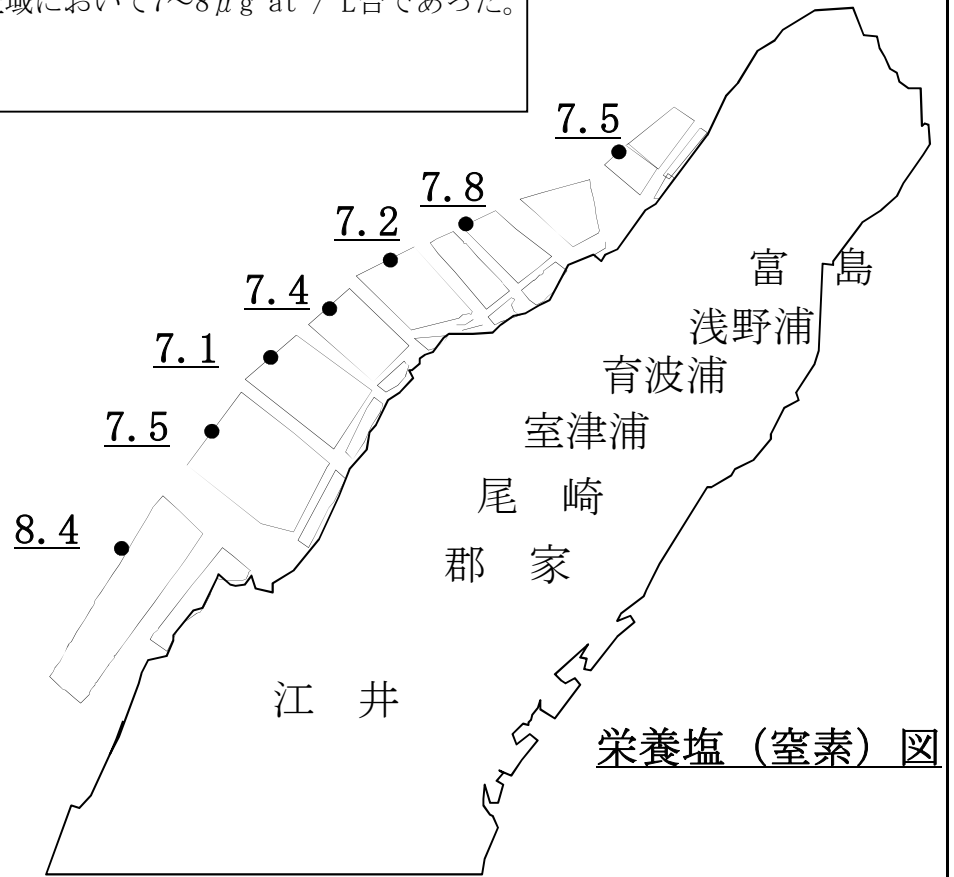 域において7～8μg at / L台であった。
7.5
7.8
7.2
7.4
7.1
7.5
8.4
富　島
浅野浦
育波浦
室津浦
尾　崎
郡　家
江　井
栄養塩（窒素）図